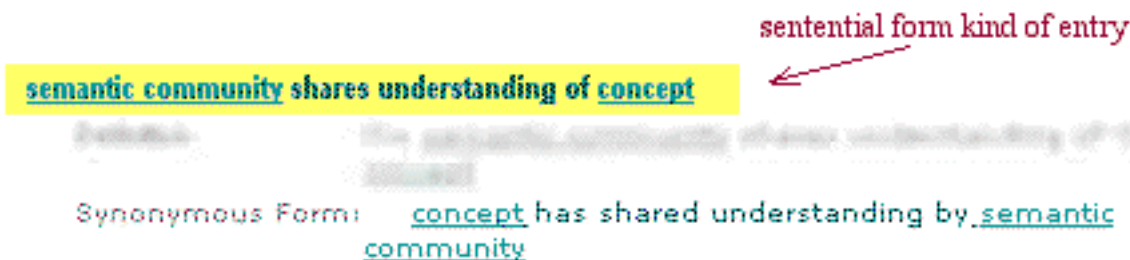 sentential form kind of entry
semantic community shares understanding of concept
Synonymous Form: concept has shared understanding by semantic
community